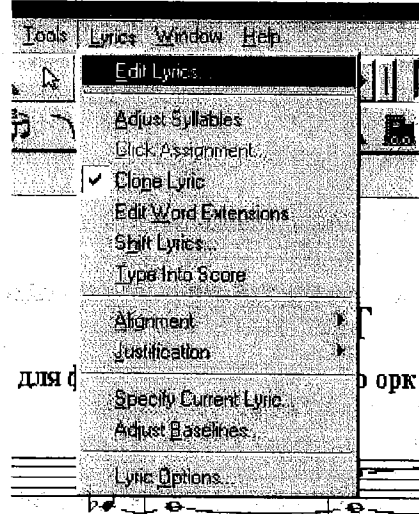 Tools Lyrics Window Help
Edit Lyrics...
Adjust Syllables
Click Assignment...
Clone Lyric
Edit Word Extensions
Shift Lyrics...
Type Into Score
Alignment
Justification
для ф
о орк
Specify Current Lyric...
Adjust Baselines...
Lyric Options...